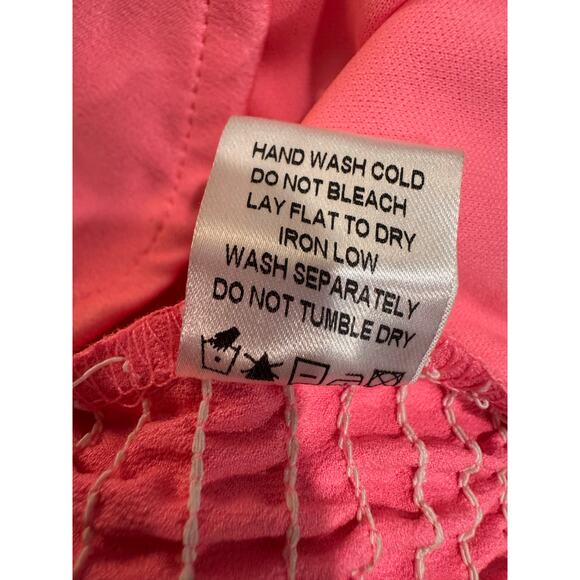 HAND WASH COLD
DO NOT BLEACH
LAY FLAT TO DRY
IRON LOW
WASH SEPARATELY
DO NOT TUMBLE DRY